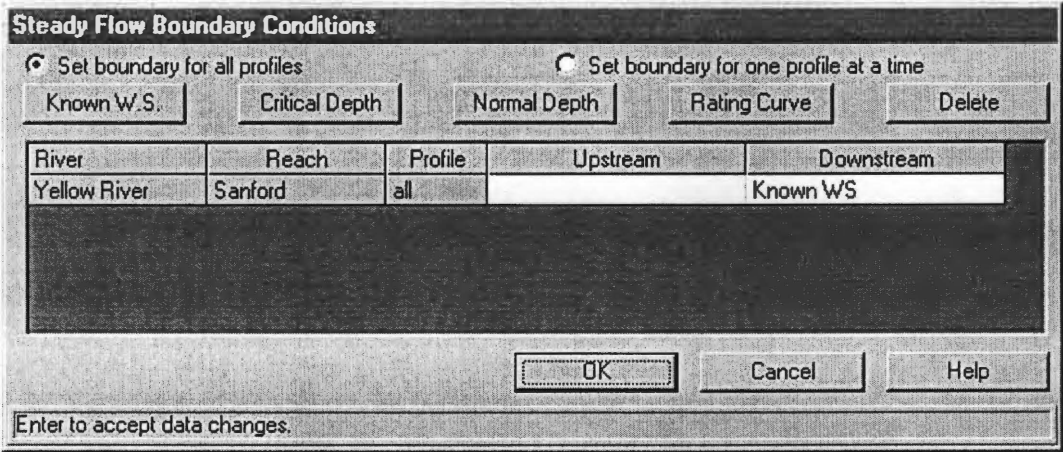 Steady Flow Boundary Conditions
Set boundary for all profiles Set boundary for one profile at a time
Known W.S. Critical Depth Normal Depth Rating Curve Delete
River Reach Profile Upstream Downstream
Yellow River Sanford all Known WS
OK Cancel Help
Enter to accept data changes.